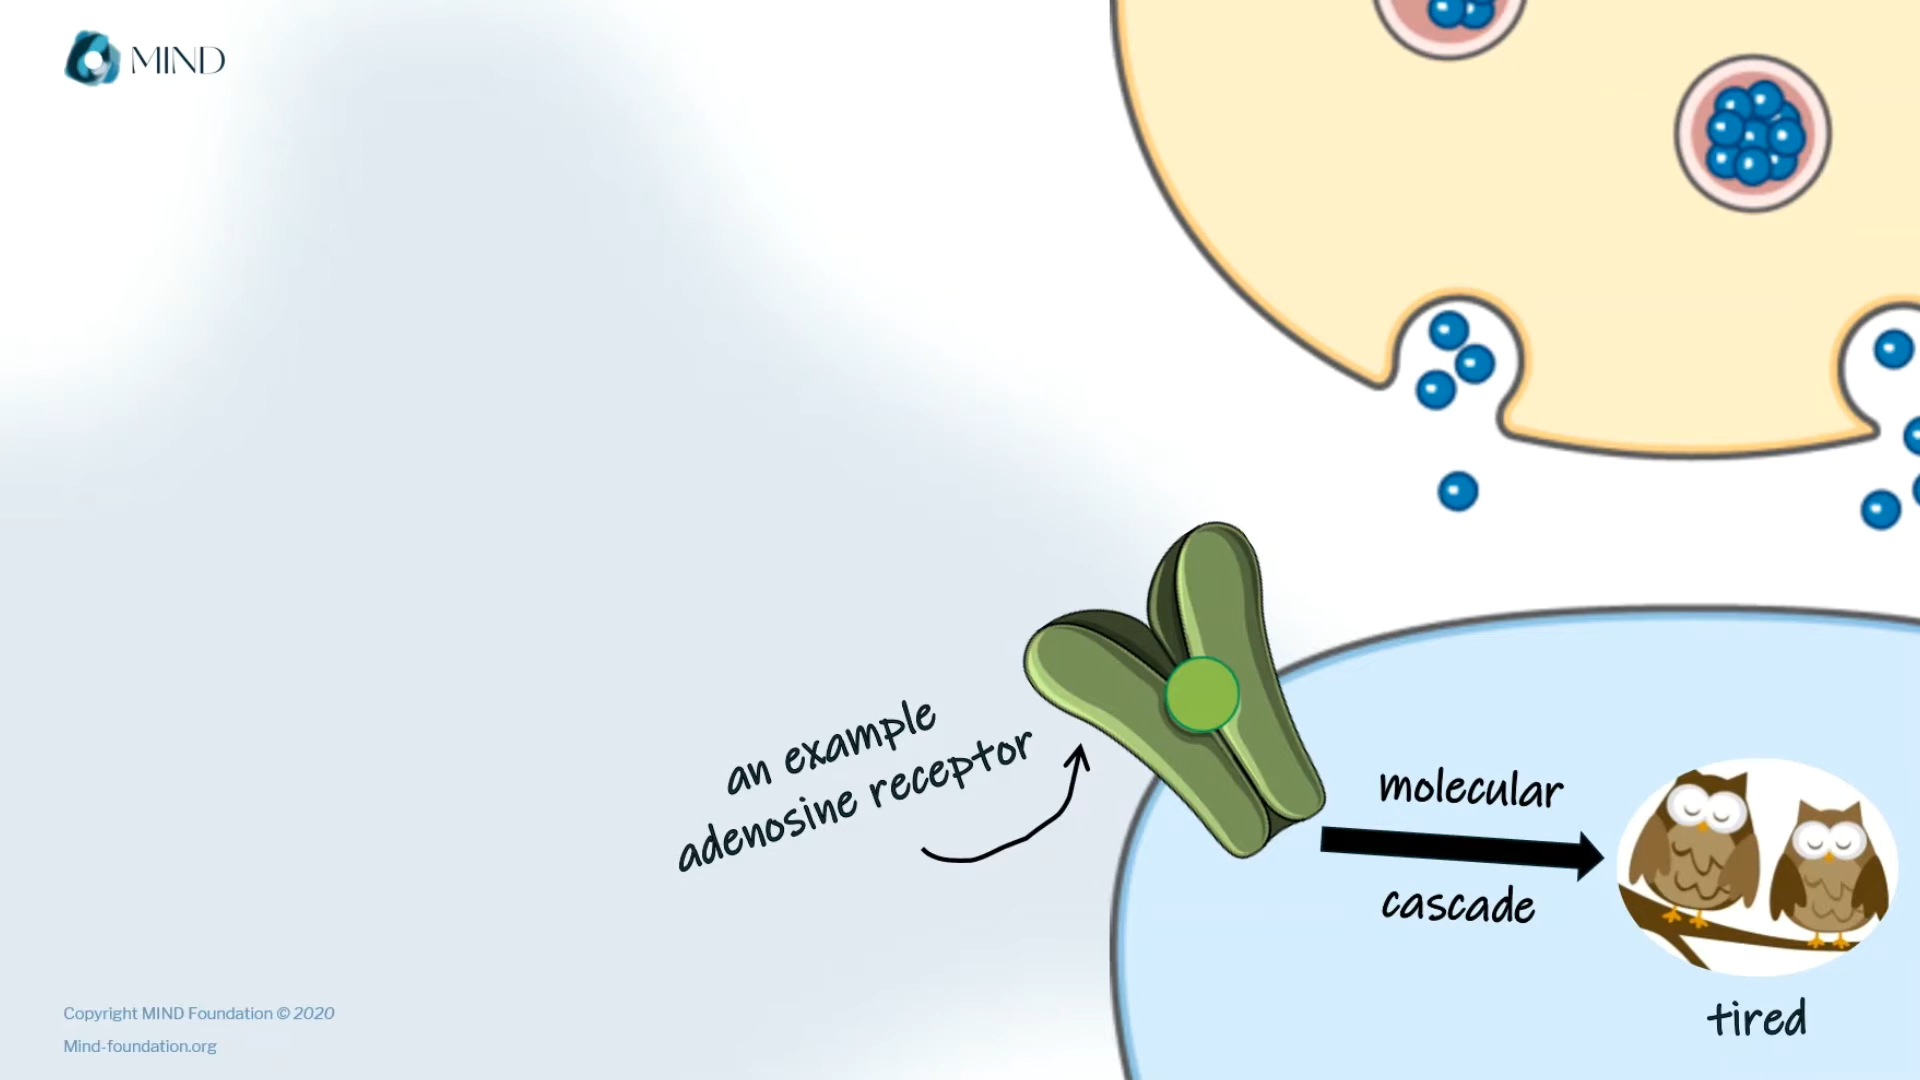 MIND
an example
adenosine receptor
molecular
cascade
tired
Copyright MIND Foundation © 2020
Mind-foundation.org